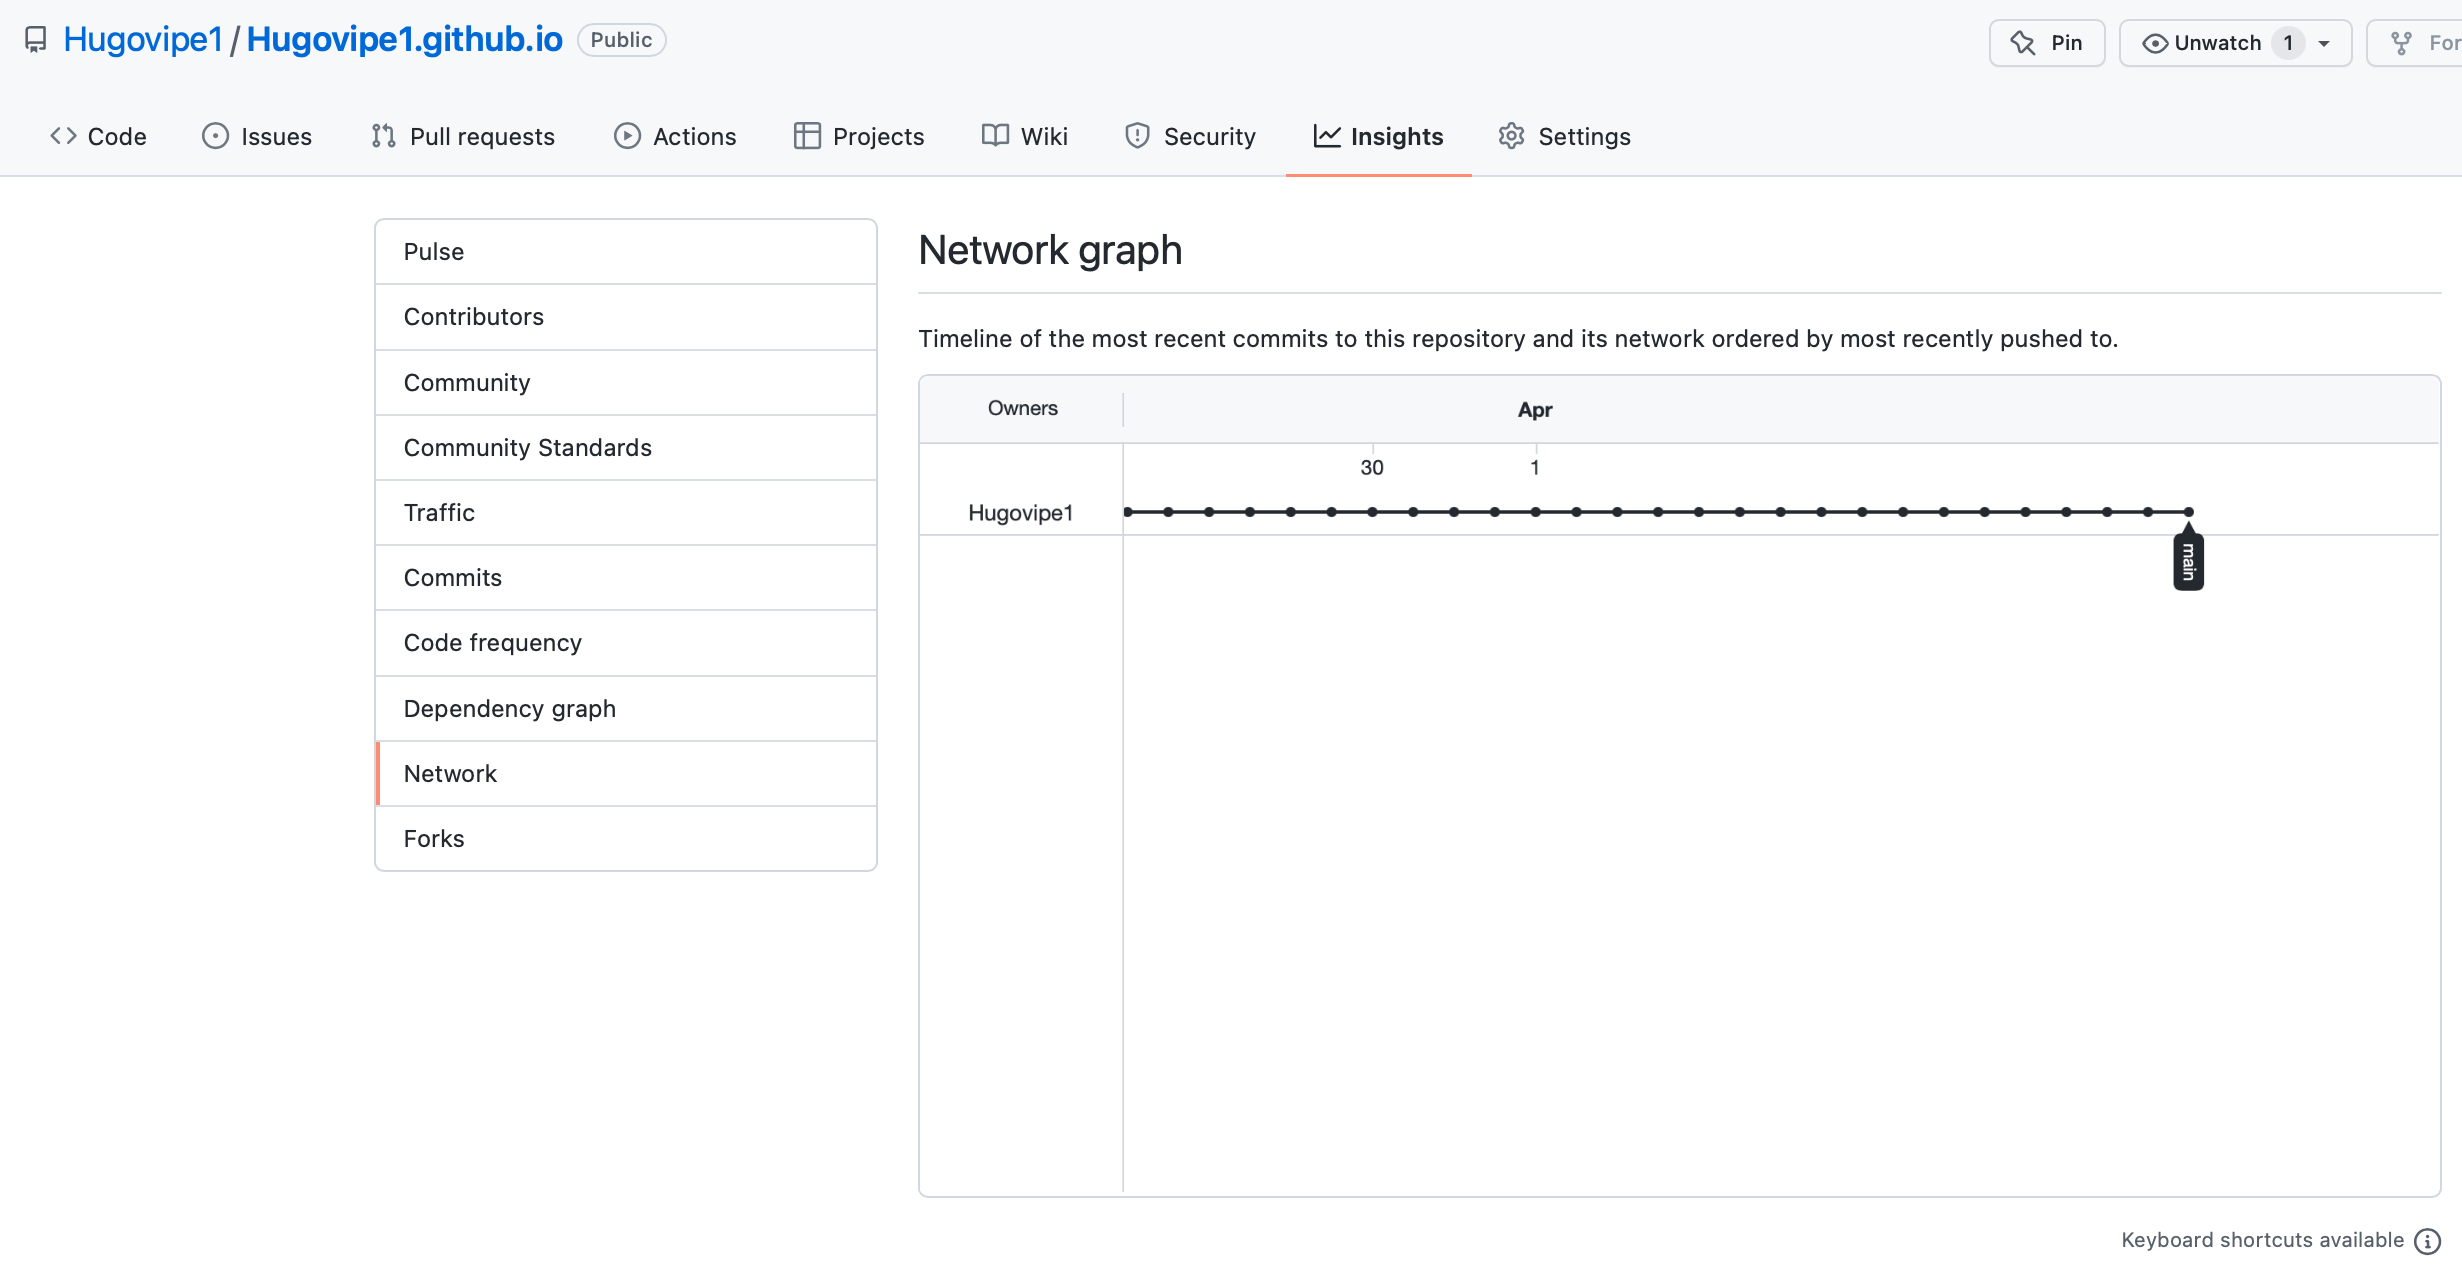 Hugovipe1/Hugovipe1.github.io Public
Pin
Unwatch 1
For
Code
Issues
Pull requests
Actions
Projects
Wiki
Security
Insights
Settings
Pulse
Contributors
Community
Community Standards
Traffic
Commits
Code frequency
Dependency graph
Network
Forks
Network graph
Timeline of the most recent commits to this repository and its network ordered by most recently pushed to.
Owners
Apr
30
1
Hugovipe1
main
Keyboard shortcuts available